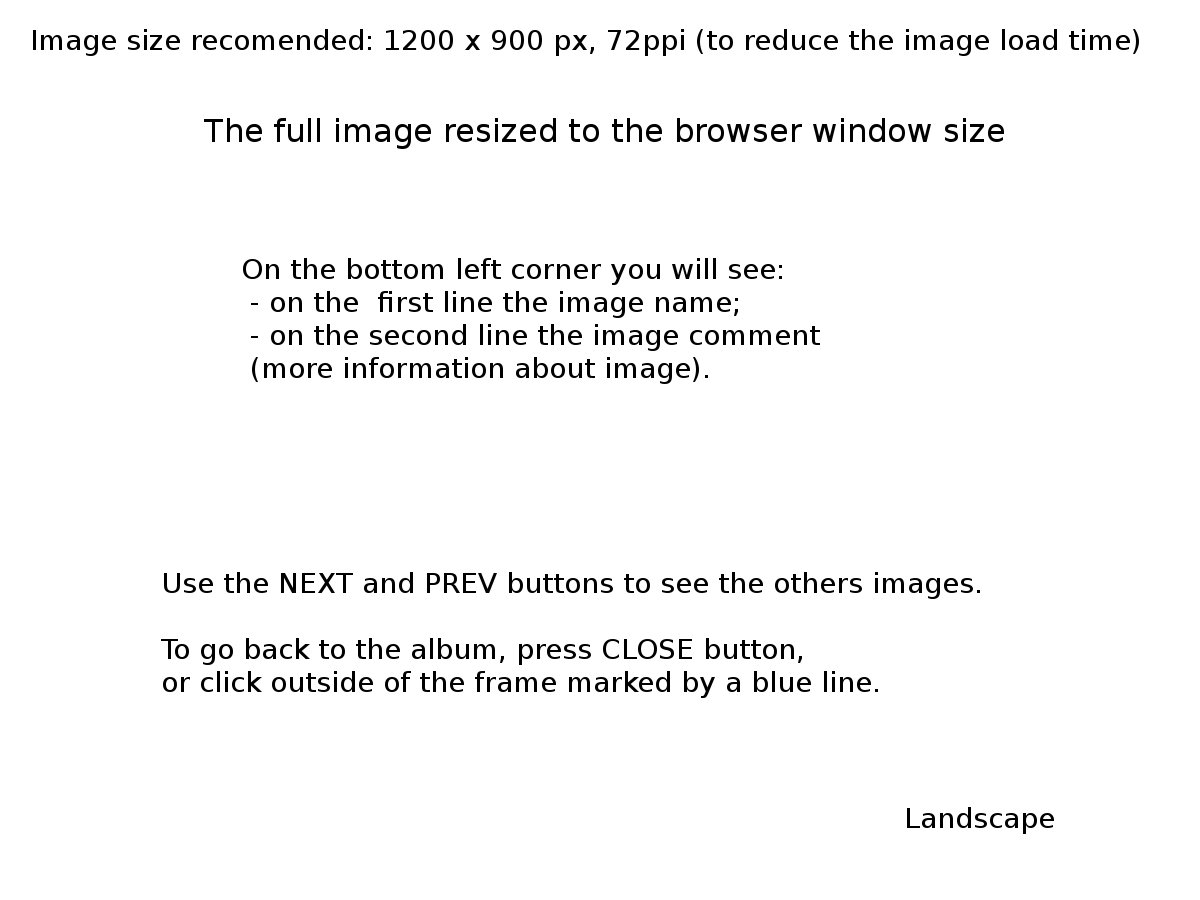 Image size recomended: 1200 x 900 px, 72ppi (to reduce the image load time)
The full image resized to the browser window size
On the bottom left corner you will see:
- on the  first line the image name;
- on the second line the image comment
(more information about image).
Use the NEXT and PREV buttons to see the others images.
To go back to the album, press CLOSE button,
or click outside of the frame marked by a blue line.
Landscape